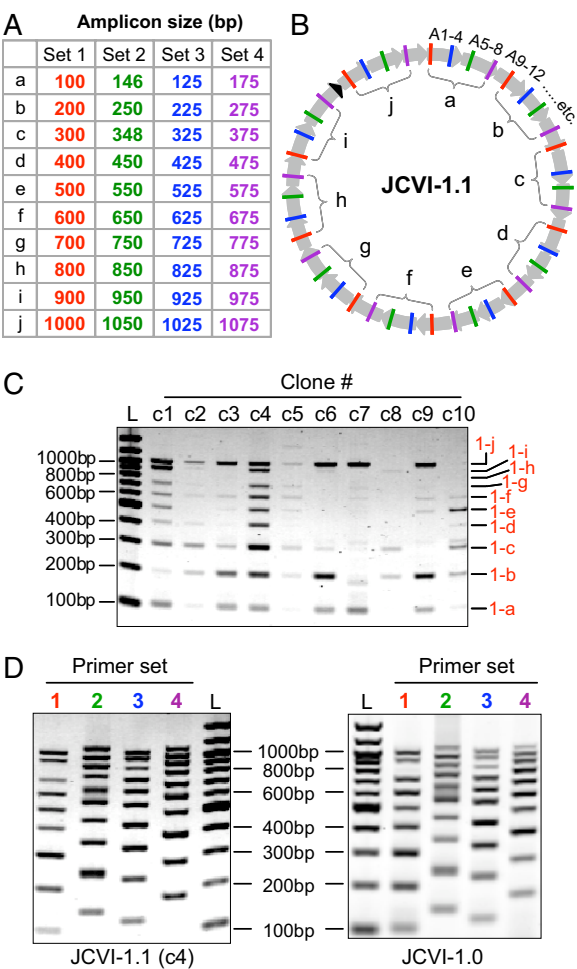 A
Amplicon size (bp)
Set 1 Set 2 Set 3 Set 4
a 100 146 125 175
b 200 250 225 275
c 300 348 325 375
d 400 450 425 475
e 500 550 525 575
f 600 650 625 675
g 700 750 725 775
h 800 850 825 875
i 900 950 925 975
j 1000 1050 1025 1075
B
A1-4 A5-8 A9-12 .....etc.
a
b
c
d
e
f
g
h
i
j
JCVI-1.1
C
Clone #
L c1 c2 c3 c4 c5 c6 c7 c8 c9 c10
1000bp
800bp
600bp
400bp
300bp
200bp
100bp
1-j
1-i
1-h
1-g
1-f
1-e
1-d
1-c
1-b
1-a
D
Primer set
1 2 3 4 L
Primer set
L 1 2 3 4
1000bp
800bp
600bp
400bp
300bp
200bp
100bp
JCVI-1.1 (c4)
JCVI-1.0